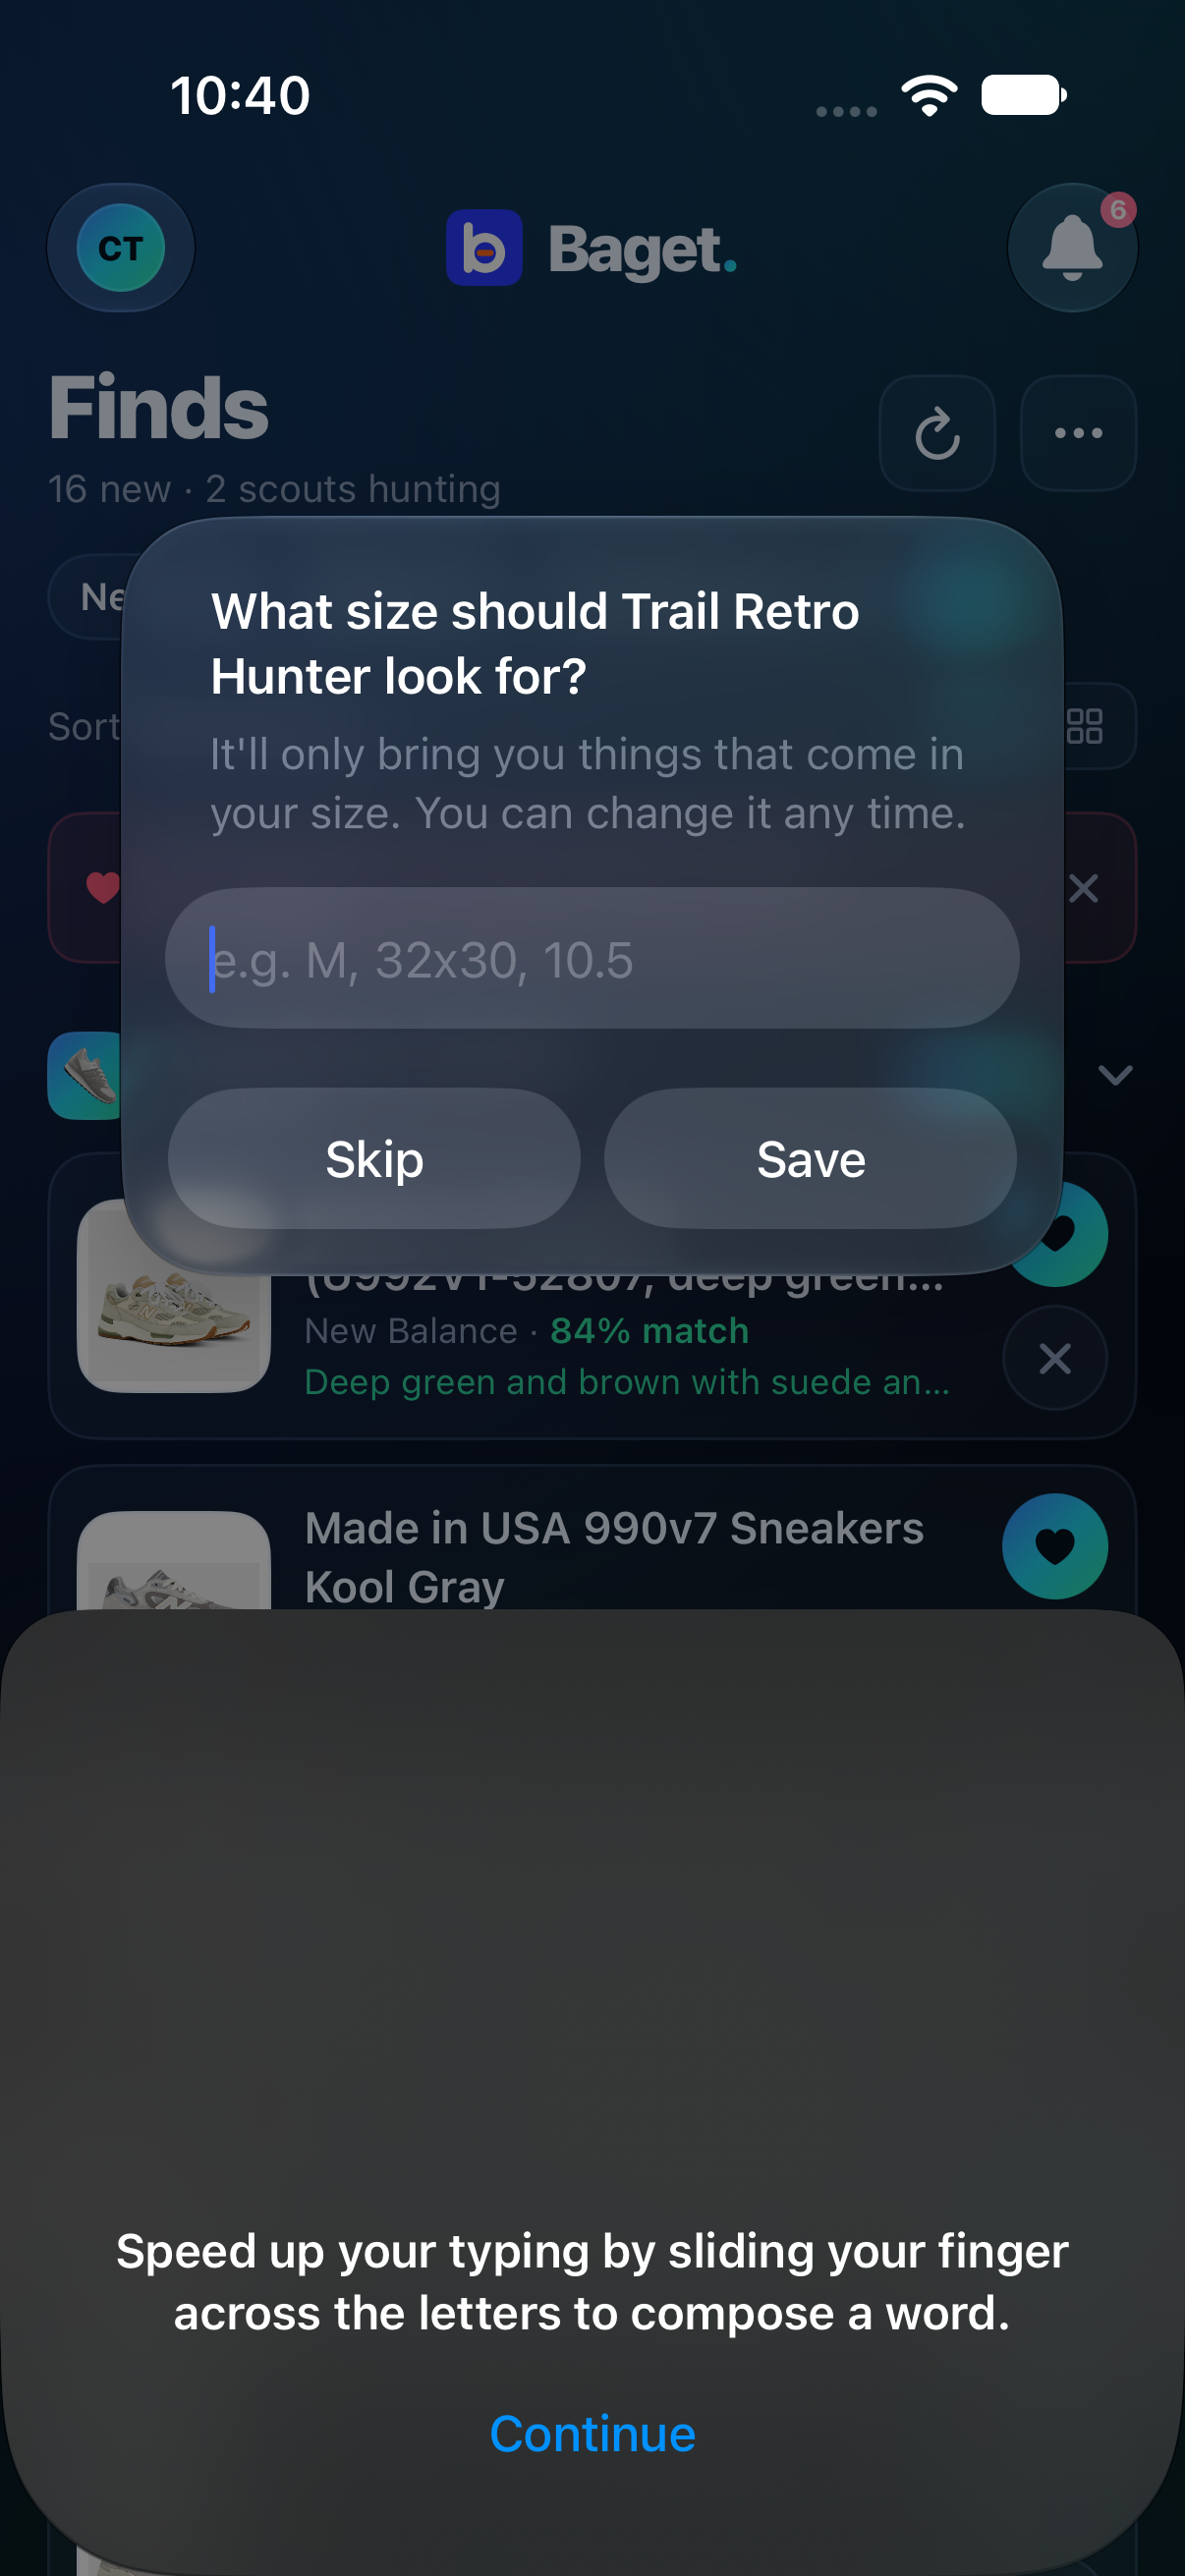 10:40
CT
b
Baget.
6
Finds
16 new · 2 scouts hunting
Sort
What size should Trail Retro
Hunter look for?
It'll only bring you things that come in
your size. You can change it any time.
e.g. M, 32x30, 10.5
Skip
Save
New Balance · 84% match
Deep green and brown with suede an...
Made in USA 990v7 Sneakers
Kool Gray
Speed up your typing by sliding your finger
across the letters to compose a word.
Continue